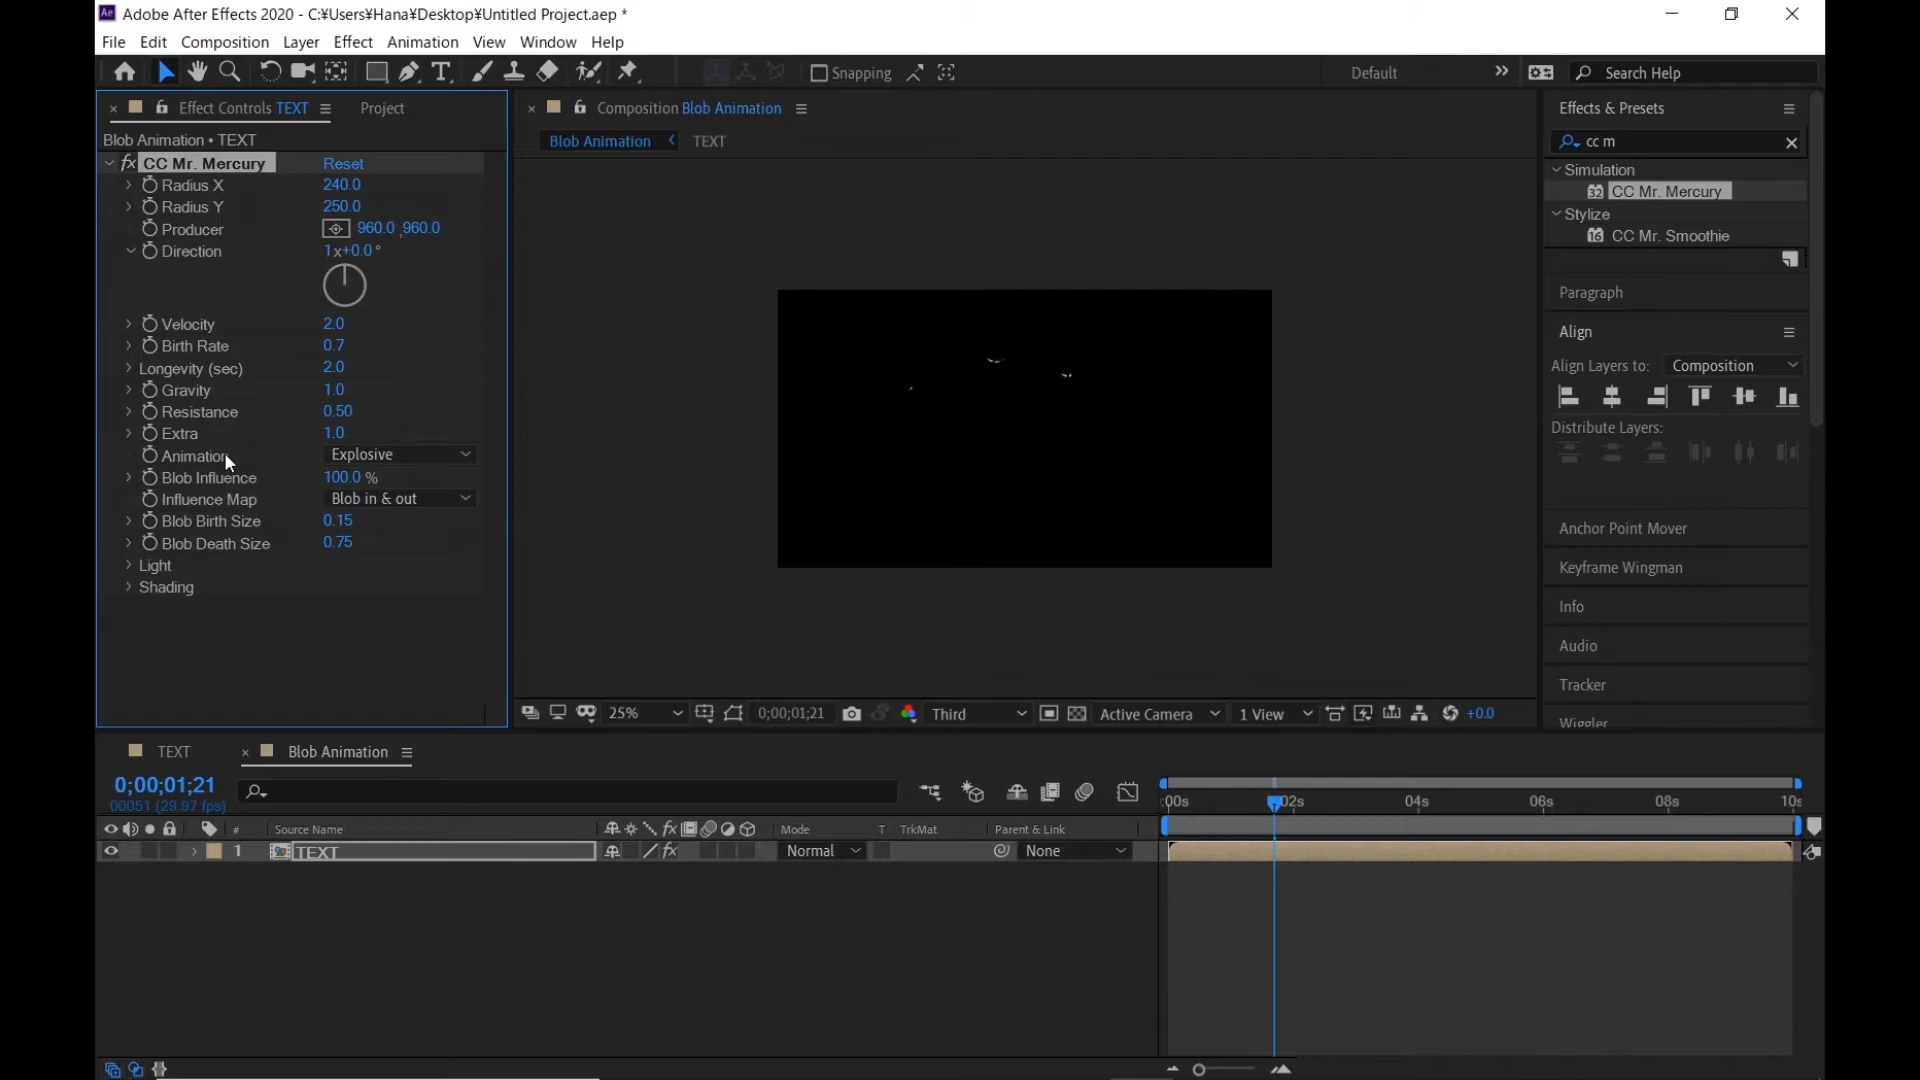 Adobe After Effects 2020 - C:¥Users¥Hana¥Desktop¥Untitled Project.aep *
File Edit Composition Layer Effect Animation View Window Help
Snapping Default Search Help
Effect Controls TEXT Project
Composition Blob Animation
Effects & Presets
Blob Animation • TEXT
Blob Animation TEXT
cc m
fx CC Mr. Mercury Reset
Radius X 240.0
Radius Y 250.0
Producer 960.0 ,960.0
Direction 1x+0.0 °
Velocity 2.0
Birth Rate 0.7
Longevity (sec) 2.0
Gravity 1.0
Resistance 0.50
Extra 1.0
Animation Explosive
Blob Influence 100.0 %
Influence Map Blob in & out
Blob Birth Size 0.15
Blob Death Size 0.75
Light
Shading
Simulation
32 CC Mr. Mercury
Stylize
16 CC Mr. Smoothie
Paragraph
Align
Align Layers to: Composition
Distribute Layers:
Anchor Point Mover
Keyframe Wingman
Info
Audio
Tracker
Wiggler
25% 0;00;01;21 Third Active Camera 1 View +0.0
TEXT Blob Animation
0;00;01;21
00051 (29.97 fps)
:00s 02s 04s 06s 08s 10s
# Source Name fx Mode T TrkMat Parent & Link
1 TEXT fx Normal None